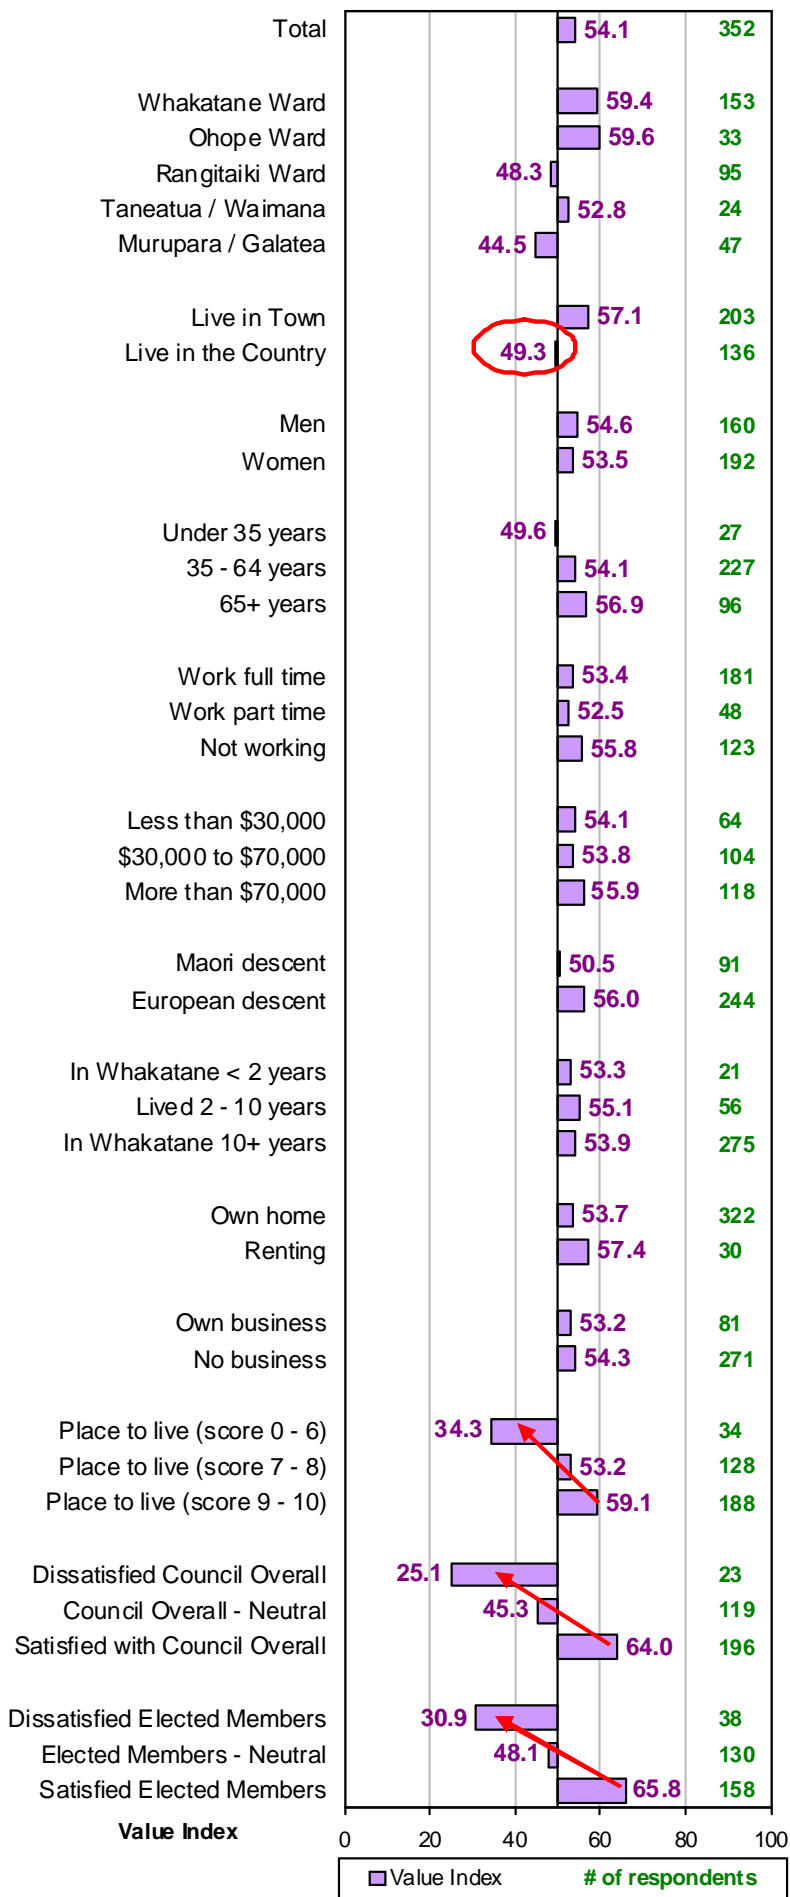 Total 54.1 352
Whakatane Ward 59.4 153
Ohope Ward 59.6 33
Rangitaiki Ward 48.3 95
Taneatua / Waimana 52.8 24
Murupara / Galatea 44.5 47
Live in Town 57.1 203
Live in the Country 49.3 136
Men 54.6 160
Women 53.5 192
Under 35 years 49.6 27
35 - 64 years 54.1 227
65+ years 56.9 96
Work full time 53.4 181
Work part time 52.5 48
Not working 55.8 123
Less than $30,000 54.1 64
$30,000 to $70,000 53.8 104
More than $70,000 55.9 118
Maori descent 50.5 91
European descent 56.0 244
In Whakatane < 2 years 53.3 21
Lived 2 - 10 years 55.1 56
In Whakatane 10+ years 53.9 275
Own home 53.7 322
Renting 57.4 30
Own business 53.2 81
No business 54.3 271
Place to live (score 0 - 6) 34.3 34
Place to live (score 7 - 8) 53.2 128
Place to live (score 9 - 10) 59.1 188
Dissatisfied Council Overall 25.1 23
Council Overall - Neutral 45.3 119
Satisfied with Council Overall 64.0 196
Dissatisfied Elected Members 30.9 38
Elected Members - Neutral 48.1 130
Satisfied Elected Members 65.8 158
Value Index 0 20 40 60 80 100
Value Index # of respondents